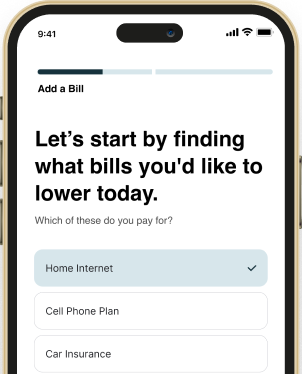 9:41
Add a Bill
Let’s start by finding
what bills you'd like to
lower today.
Which of these do you pay for?
Home Internet
Cell Phone Plan
Car Insurance